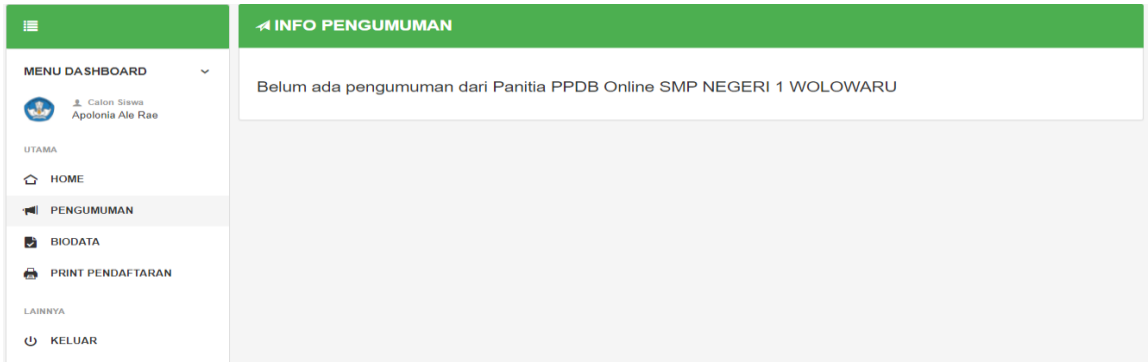 MENU DASHBOARD
Calon Siswa
Apolonia Ale Rae
UTAMA
HOME
PENGUMUMAN
BIODATA
PRINT PENDAFTARAN
LAINNYA
KELUAR
INFO PENGUMUMAN
Belum ada pengumuman dari Panitia PPDB Online SMP NEGERI 1 WOLOWARU